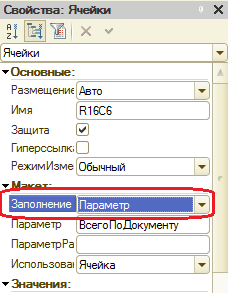 Свойства: Ячейки
Ячейки
Основные:
Размещение Авто
Имя R16C6
Защита
Гиперссылка
РежимИзме Обычный
Макет:
Заполнение Параметр
Параметр ВсегоПоДокументу
ПараметрРа
Использова Ячейка
Значения: